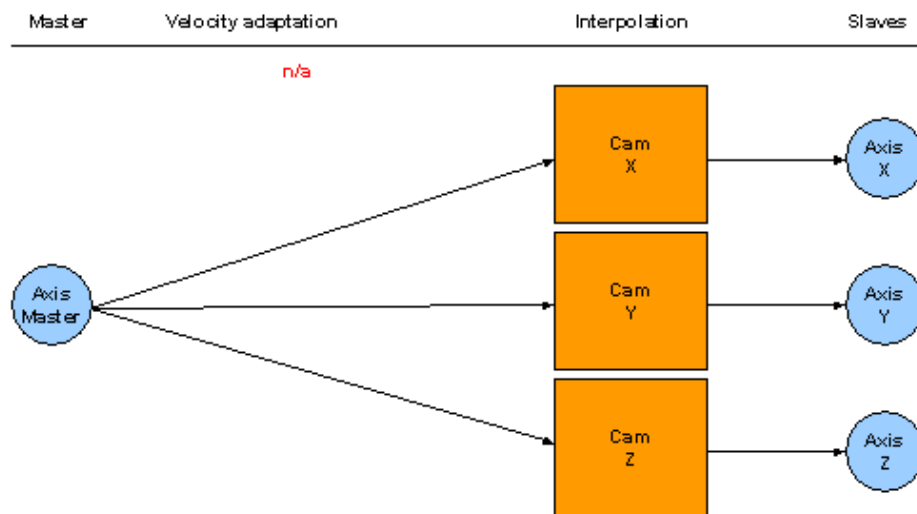 Master Velocity adaptation Interpolation Slaves
n/a
Cam
X
Axis
X
Axis
Master
Cam
Y
Axis
Y
Cam
Z
Axis
Z